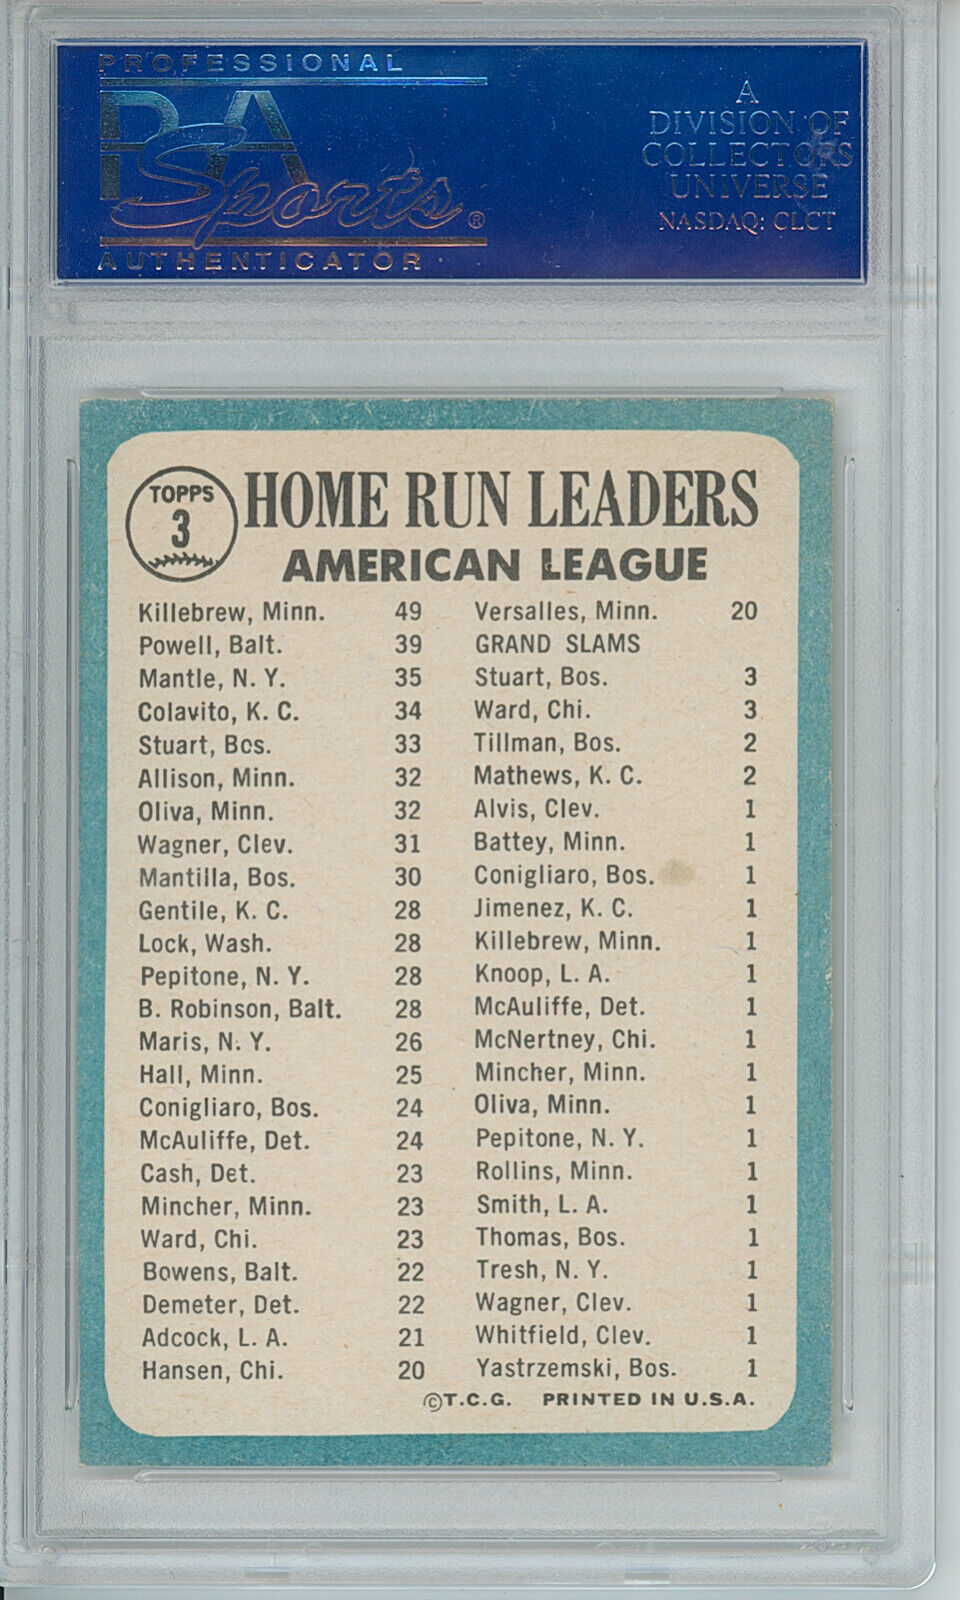 PROFESSIONAL
PSA
Sports®
AUTHENTICATOR
A
DIVISION OF
COLLECTORS
UNIVERSE
NASDAQ: CLCT
TOPPS
3
HOME RUN LEADERS
AMERICAN LEAGUE
Killebrew, Minn. 49
Powell, Balt. 39
Mantle, N. Y. 35
Colavito, K. C. 34
Stuart, Bos. 33
Allison, Minn. 32
Oliva, Minn. 32
Wagner, Clev. 31
Mantilla, Bos. 30
Gentile, K. C. 28
Lock, Wash. 28
Pepitone, N. Y. 28
B. Robinson, Balt. 28
Maris, N. Y. 26
Hall, Minn. 25
Conigliaro, Bos. 24
McAuliffe, Det. 24
Cash, Det. 23
Mincher, Minn. 23
Ward, Chi. 23
Bowens, Balt. 22
Demeter, Det. 22
Adcock, L. A. 21
Hansen, Chi. 20
Versalles, Minn. 20
GRAND SLAMS
Stuart, Bos. 3
Ward, Chi. 3
Tillman, Bos. 2
Mathews, K. C. 2
Alvis, Clev. 1
Battey, Minn. 1
Conigliaro, Bos. 1
Jimenez, K. C. 1
Killebrew, Minn. 1
Knoop, L. A. 1
McAuliffe, Det. 1
McNertney, Chi. 1
Mincher, Minn. 1
Oliva, Minn. 1
Pepitone, N. Y. 1
Rollins, Minn. 1
Smith, L. A. 1
Thomas, Bos. 1
Tresh, N. Y. 1
Wagner, Clev. 1
Whitfield, Clev. 1
Yastrzemski, Bos. 1
©T.C.G. PRINTED IN U.S.A.